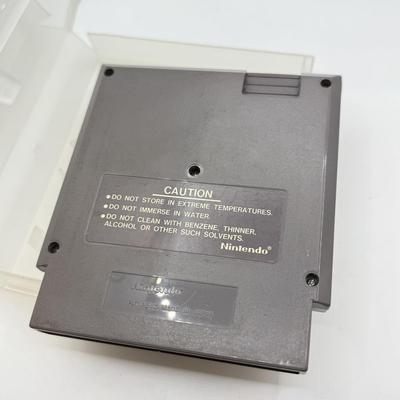 CAUTION
●DO NOT STORE IN EXTREME TEMPERATURES.
●DO NOT IMMERSE IN WATER.
●DO NOT CLEAN WITH BENZENE, THINNER,
ALCOHOL OR OTHER SUCH SOLVENTS.
Nintendo®
Nintendo